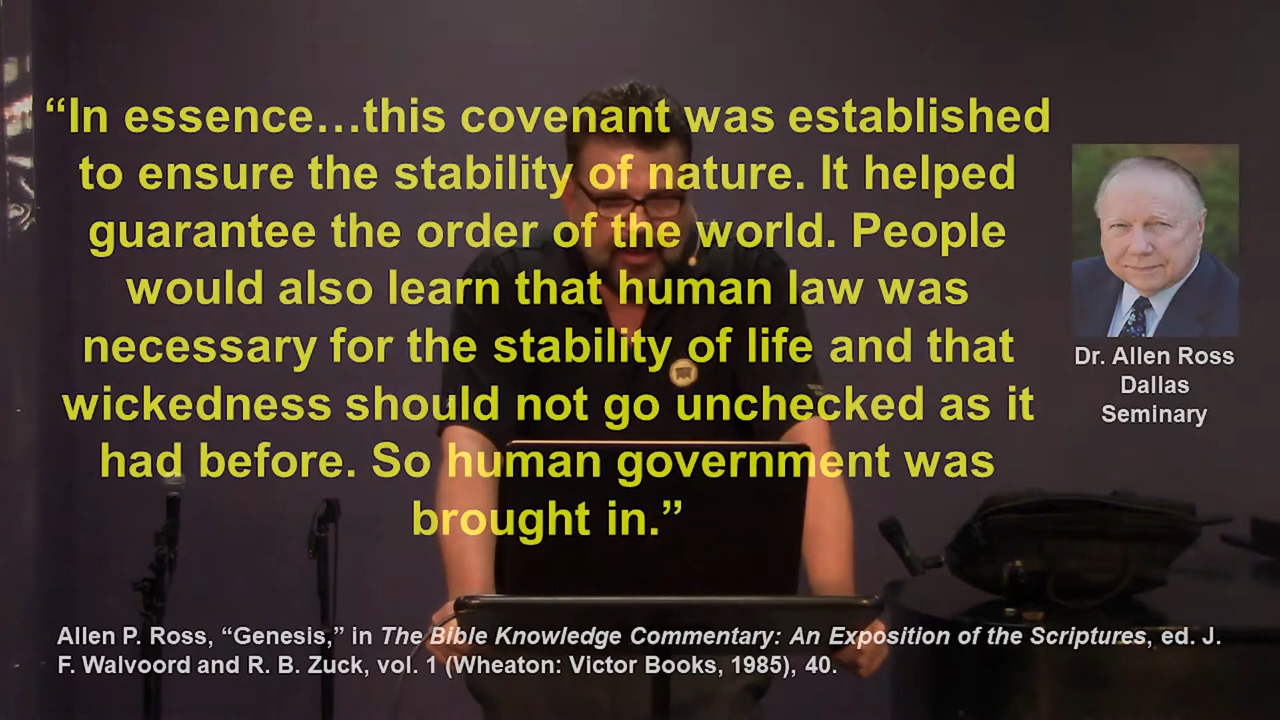 “In essence…this covenant was established
to ensure the stability of nature. It helped
guarantee the order of the world. People
would also learn that human law was
necessary for the stability of life and that
wickedness should not go unchecked as it
had before. So human government was
brought in.”
Dr. Allen Ross
Dallas
Seminary
Allen P. Ross, “Genesis,” in The Bible Knowledge Commentary: An Exposition of the Scriptures, ed. J.
F. Walvoord and R. B. Zuck, vol. 1 (Wheaton: Victor Books, 1985), 40.